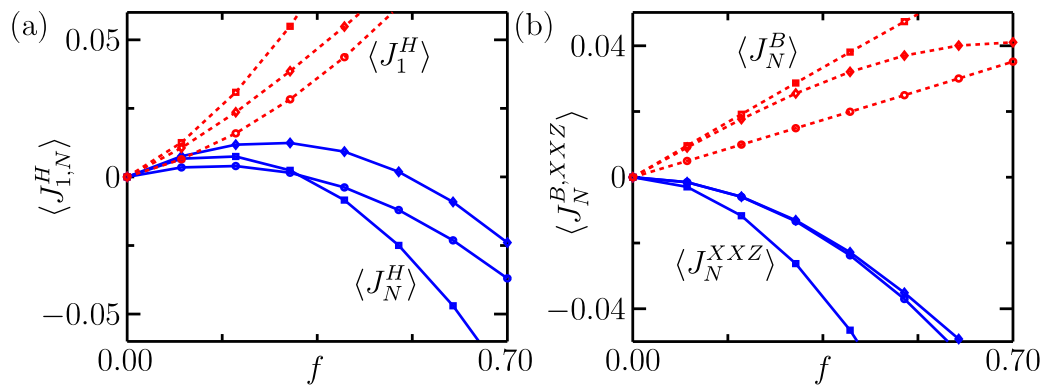 (a)
0.05
0
−0.05
⟨J_{1,N}^H⟩
⟨J_1^H⟩
⟨J_N^H⟩
0.00
f
0.70
(b)
0.04
0
−0.04
⟨J_N^{B,XXZ}⟩
⟨J_N^B⟩
⟨J_N^{XXZ}⟩
0.00
f
0.70